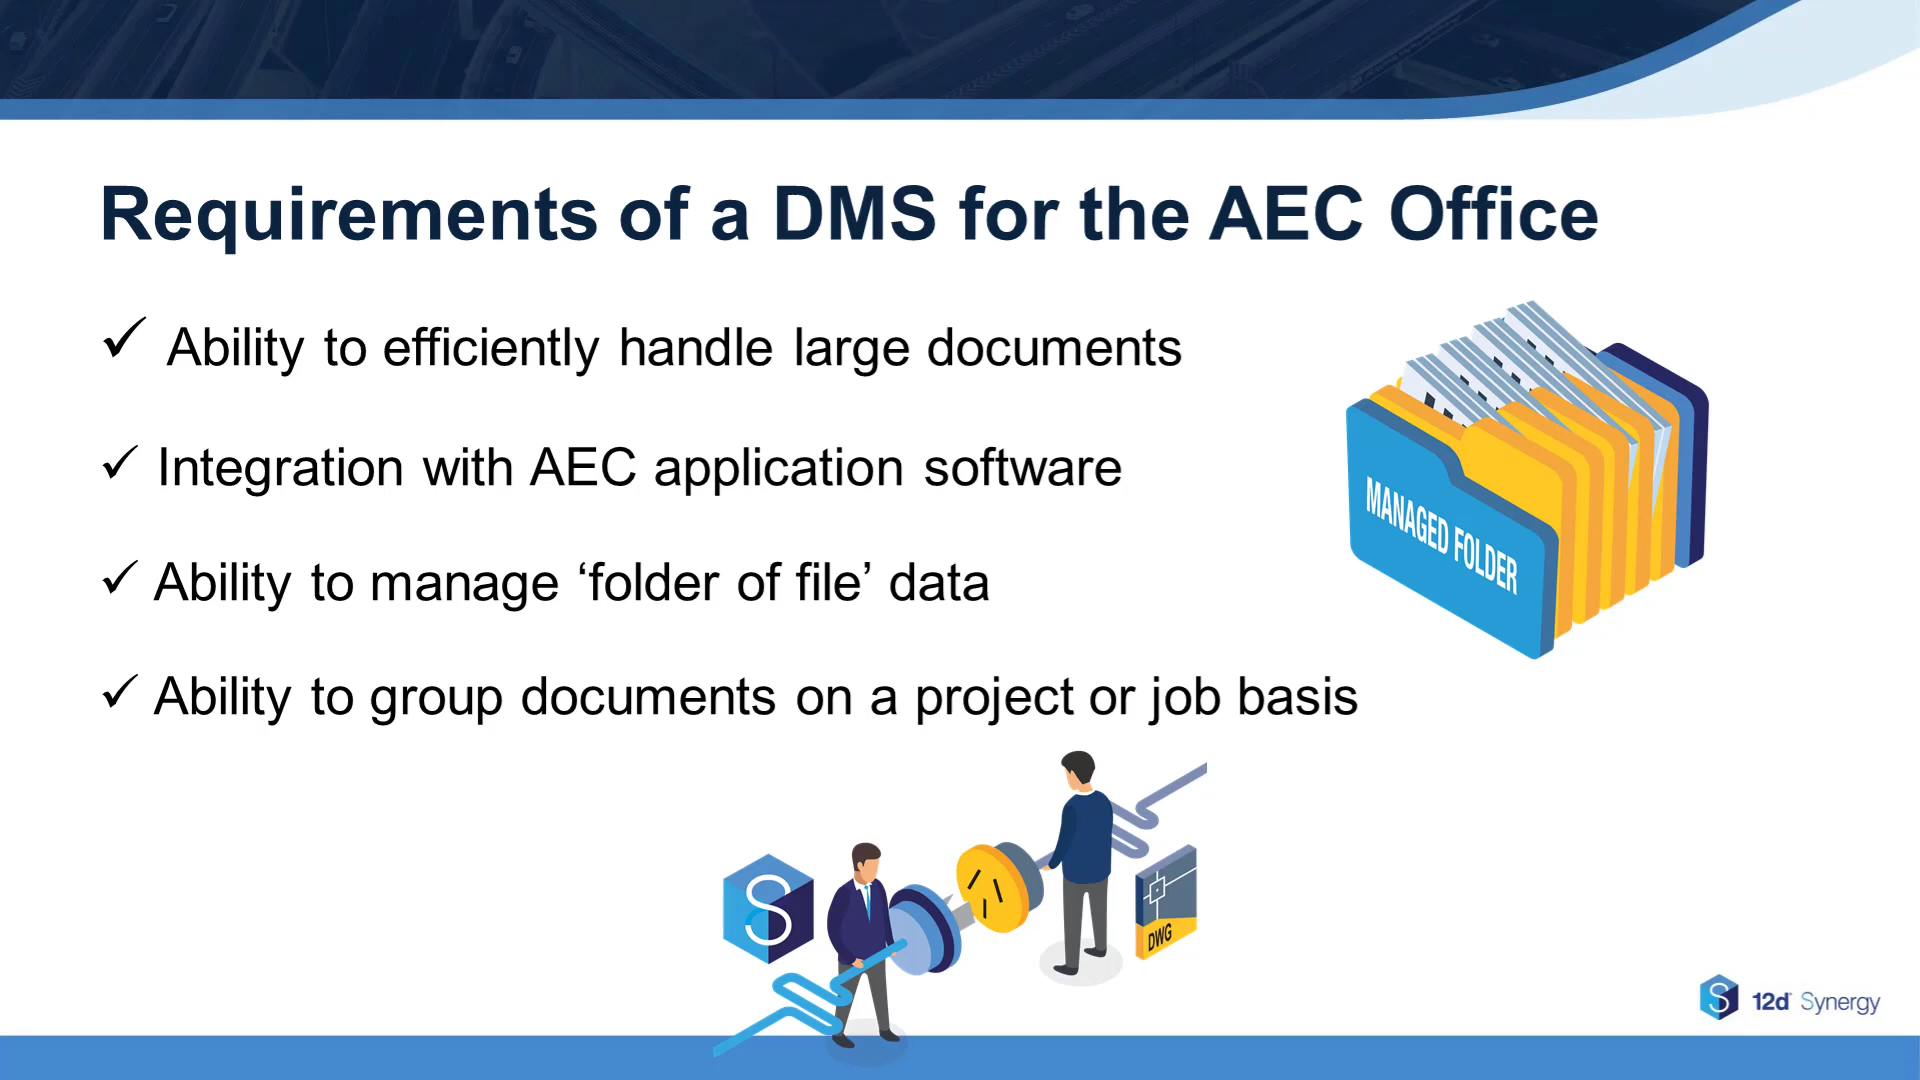 Requirements of a DMS for the AEC Office
✓ Ability to efficiently handle large documents
✓ Integration with AEC application software
✓ Ability to manage ‘folder of file’ data
✓ Ability to group documents on a project or job basis
MANAGED FOLDER
S
DWG
S 12d Synergy